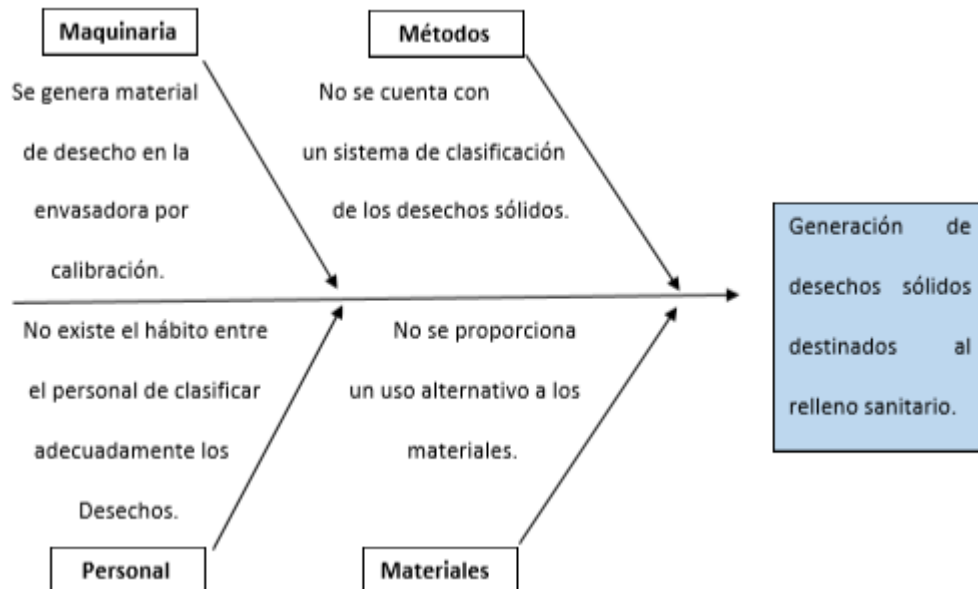 Maquinaria
Se genera material
de desecho en la
envasadora por
calibración.
Métodos
No se cuenta con
un sistema de clasificación
de los desechos sólidos.
Generación de
desechos sólidos
destinados al
relleno sanitario.
No existe el hábito entre
el personal de clasificar
adecuadamente los
Desechos.
Personal
No se proporciona
un uso alternativo a los
materiales.
Materiales